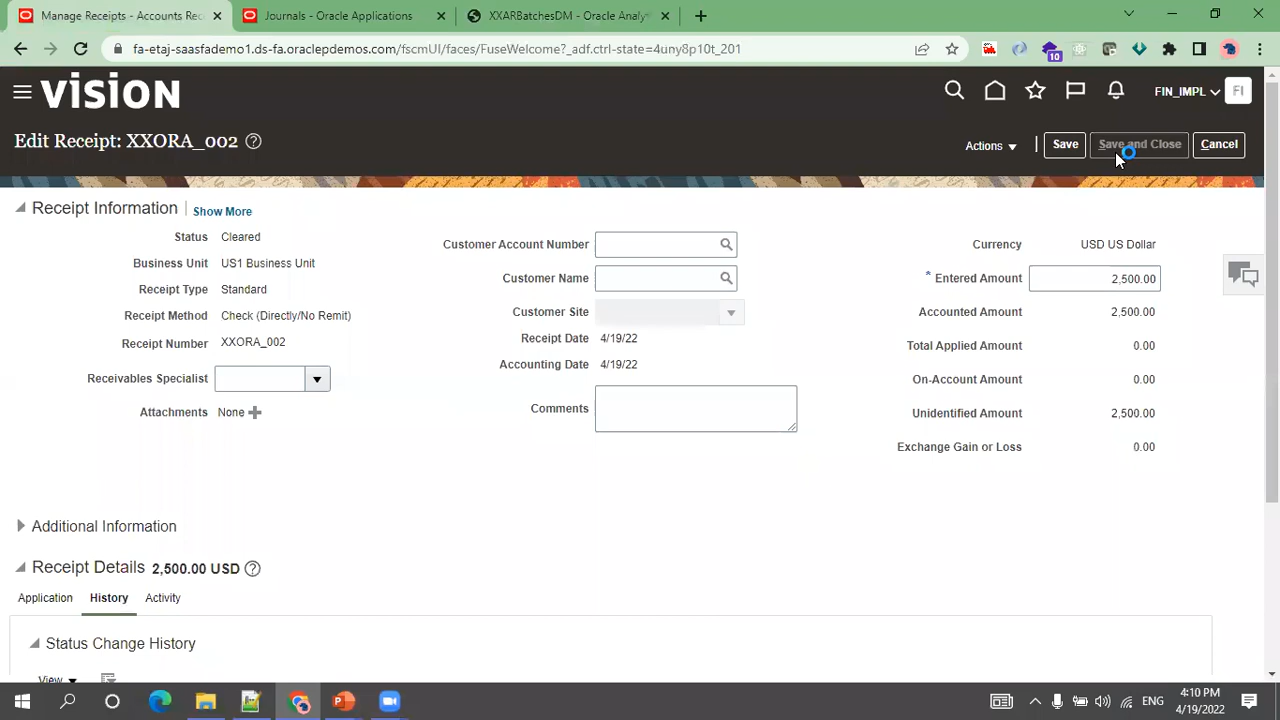 Manage Receipts - Accounts Rec
Journals - Oracle Applications
XXARBatchesDM - Oracle Analyt
fa-etaj-saasfademo1.ds-fa.oraclepdemos.com/fscmUI/faces/FuseWelcome?_adf.ctrl-state=4uny8p10t_201
10
VISION
FIN_IMPL
FI
Edit Receipt: XXORA_002
Actions
Save
Save and Close
Cancel
Receipt Information
Show More
Status Cleared
Business Unit US1 Business Unit
Receipt Type Standard
Receipt Method Check (Directly/No Remit)
Receipt Number XXORA_002
Receivables Specialist
Attachments None
Customer Account Number
Customer Name
Customer Site
Receipt Date 4/19/22
Accounting Date 4/19/22
Comments
Currency USD US Dollar
* Entered Amount 2,500.00
Accounted Amount 2,500.00
Total Applied Amount 0.00
On-Account Amount 0.00
Unidentified Amount 2,500.00
Exchange Gain or Loss 0.00
Additional Information
Receipt Details 2,500.00 USD
Application History Activity
Status Change History
View
ENG
4:10 PM
4/19/2022